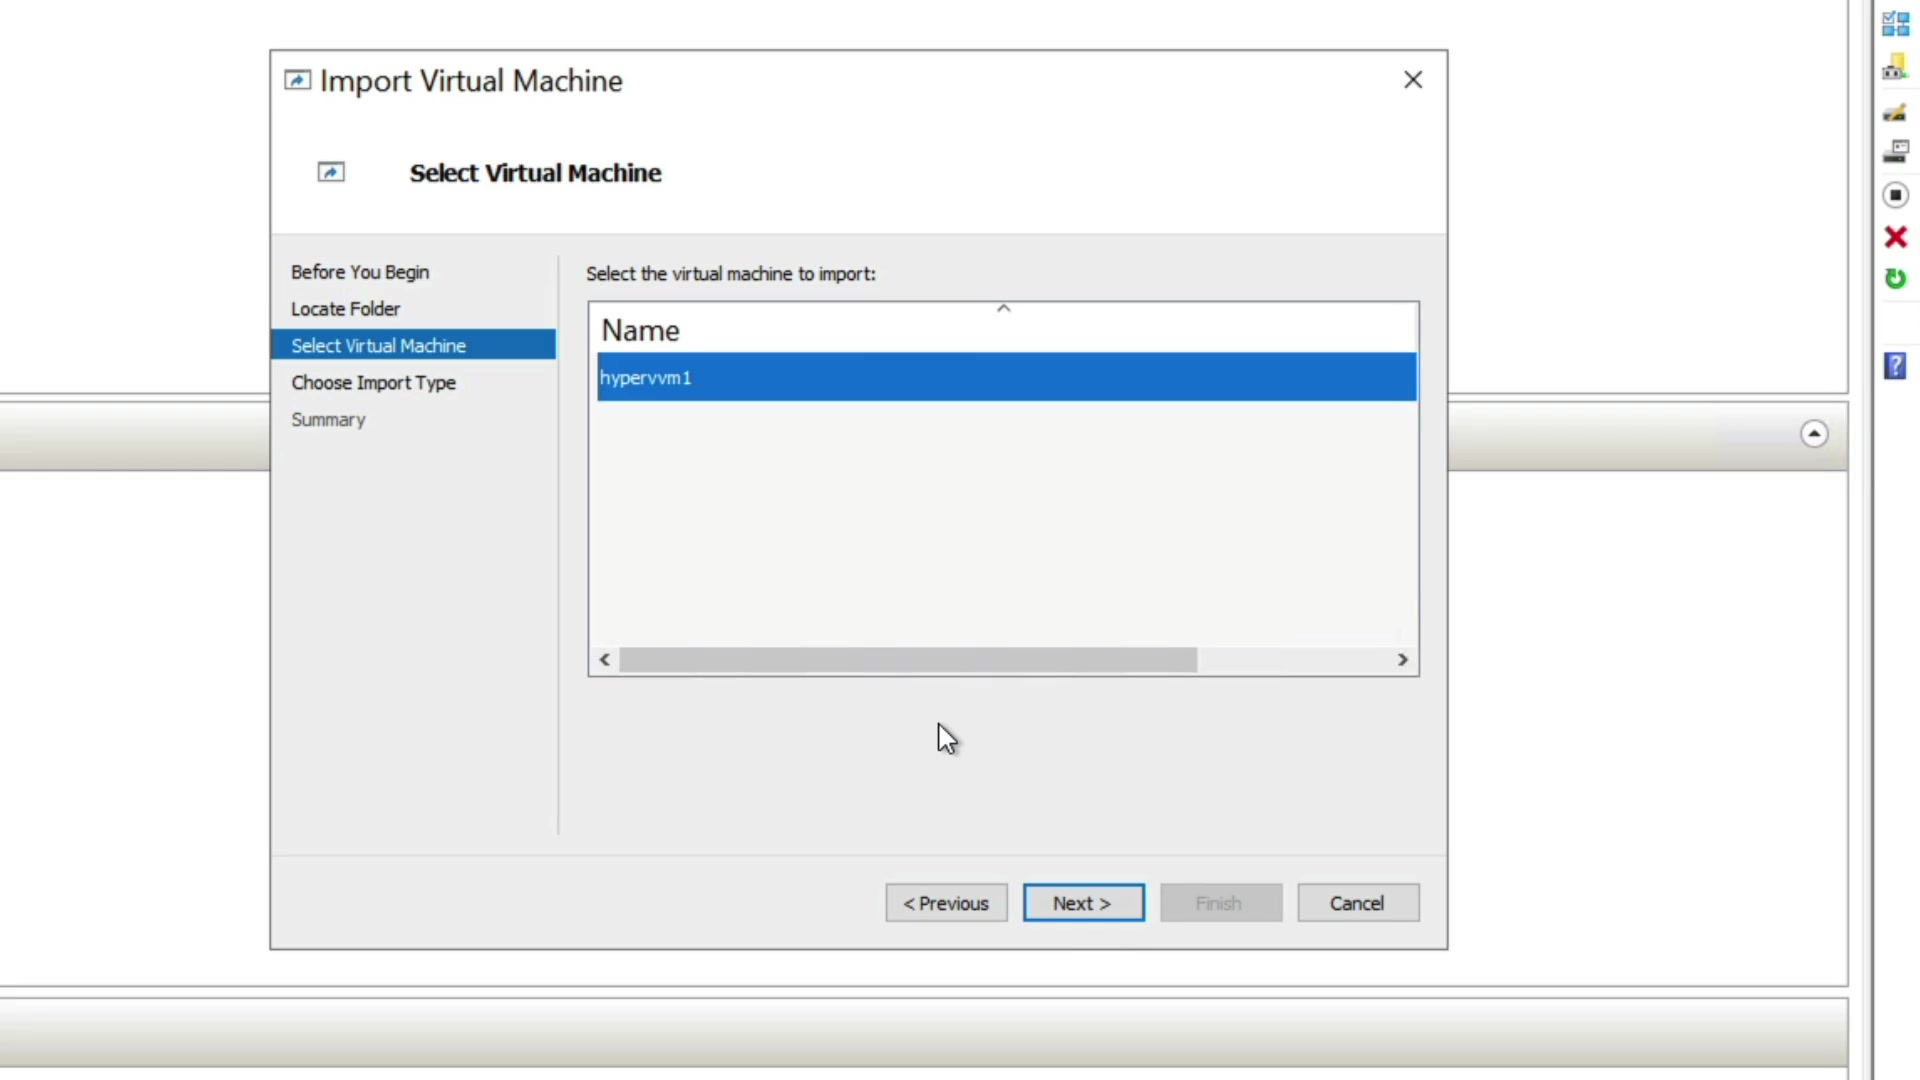 Import Virtual Machine
Select Virtual Machine
Before You Begin
Locate Folder
Select Virtual Machine
Choose Import Type
Summary
Select the virtual machine to import:
Name
hypervvm1
< Previous
Next >
Finish
Cancel